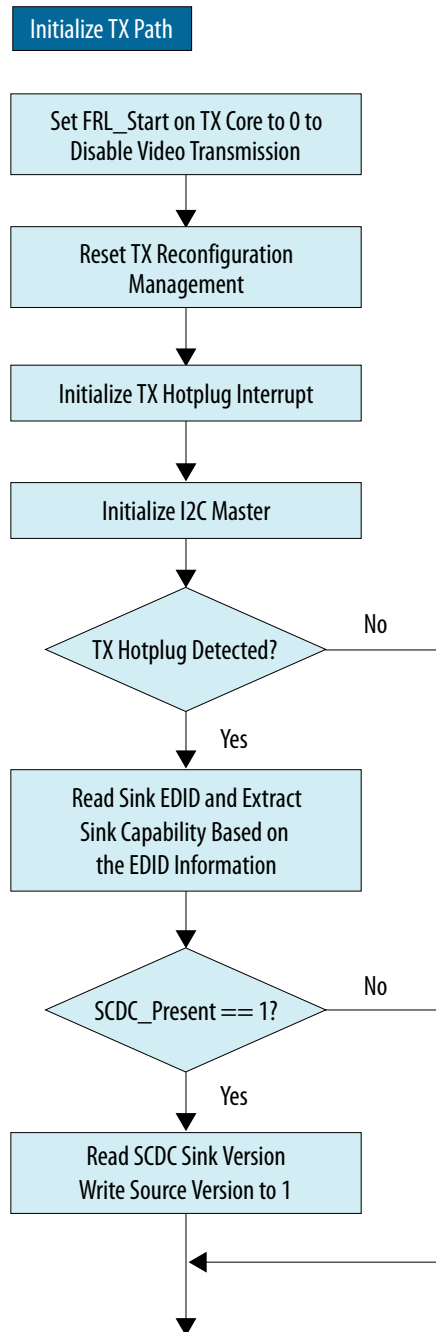 Initialize TX Path
Set FRL_Start on TX Core to 0 to
Disable Video Transmission
Reset TX Reconfiguration
Management
Initialize TX Hotplug Interrupt
Initialize I2C Master
TX Hotplug Detected?
No
Yes
Read Sink EDID and Extract
Sink Capability Based on
the EDID Information
SCDC_Present == 1?
No
Yes
Read SCDC Sink Version
Write Source Version to 1